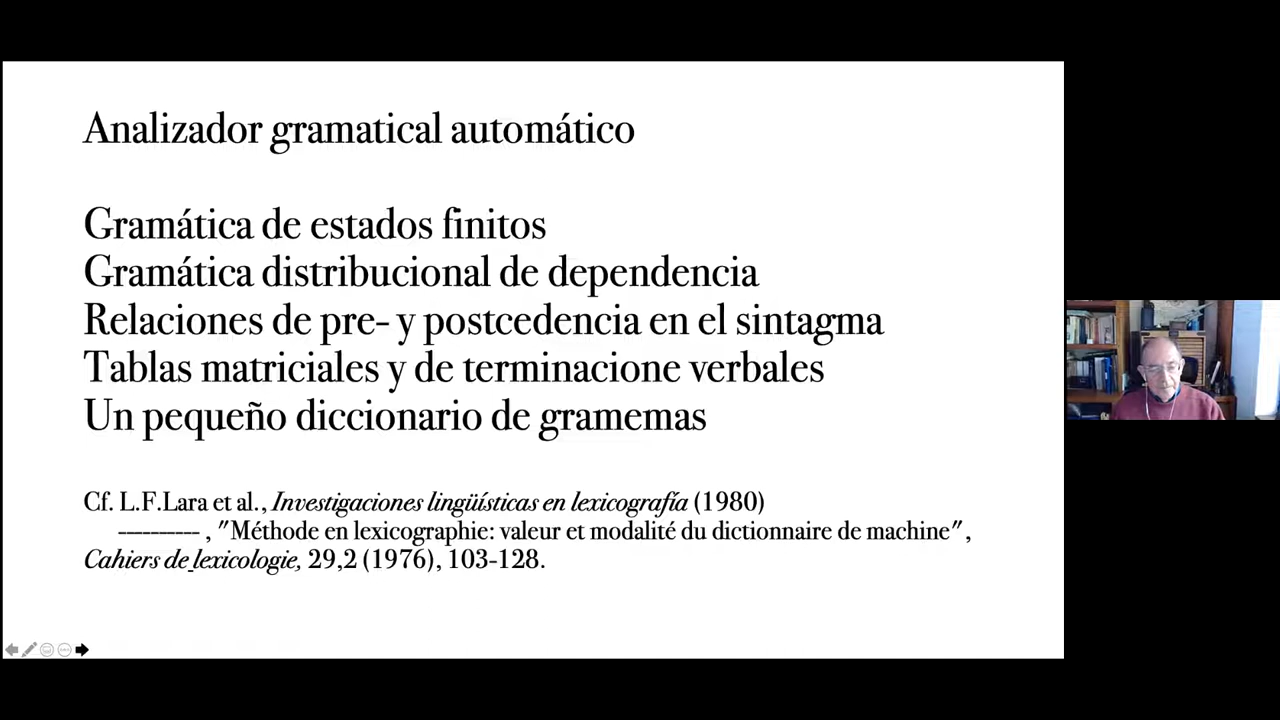 Analizador gramatical automático
Gramática de estados finitos
Gramática distribucional de dependencia
Relaciones de pre- y postcedencia en el sintagma
Tablas matriciales y de terminacione verbales
Un pequeño diccionario de gramemas
Cf. L.F.Lara et al., Investigaciones lingüísticas en lexicografía (1980)
---------- , "Méthode en lexicographie: valeur et modalité du dictionnaire de machine",
Cahiers de lexicologie, 29,2 (1976), 103-128.